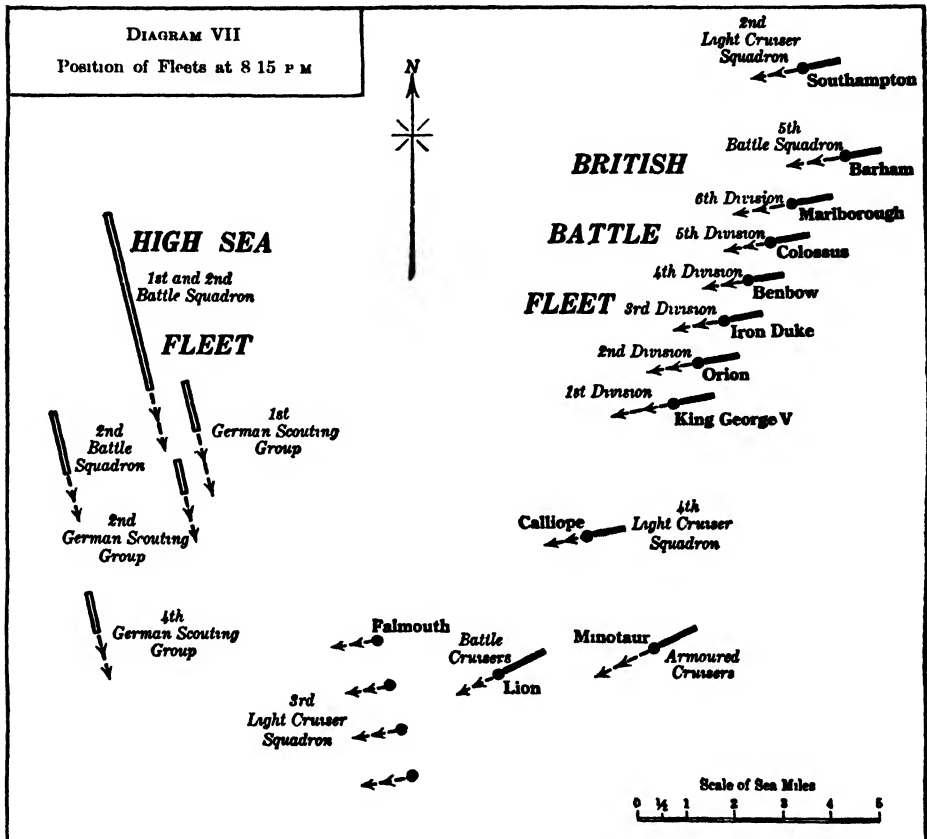 DIAGRAM VII
Position of Fleets at 8 15 P M
N
2nd
Light Cruiser
Squadron
Southampton
5th
Battle Squadron
Barham
BRITISH
6th Division
Marlborough
BATTLE
5th Division
Colossus
4th Division
Benbow
FLEET
3rd Division
Iron Duke
2nd Division
Orion
1st Division
King George V
HIGH SEA
1st and 2nd
Battle Squadron
FLEET
1st
German Scouting
Group
2nd
Battle
Squadron
2nd
German Scouting
Group
4th
German Scouting
Group
Calliope
4th
Light Cruiser
Squadron
Falmouth
Battle
Cruisers
Lion
Minotaur
Armoured
Cruisers
3rd
Light Cruiser
Squadron
Scale of Sea Miles
0 ½ 1 2 3 4 5